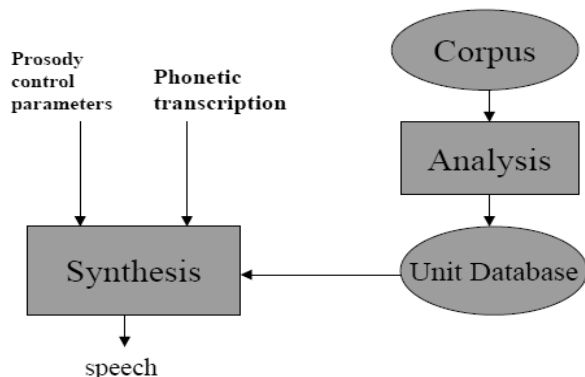 Prosody
control
parameters
Phonetic
transcription
Corpus
Analysis
Unit Database
Synthesis
speech